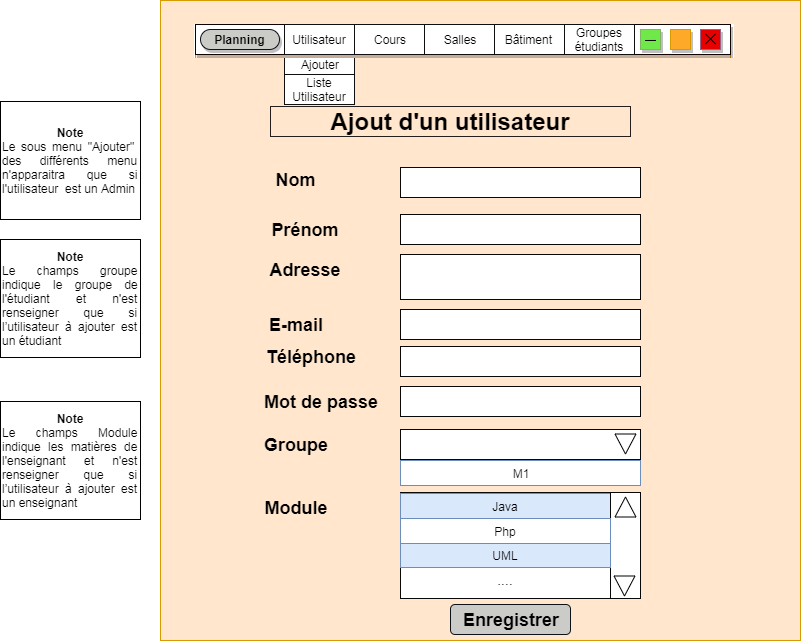 Planning
Utilisateur
Cours
Salles
Bâtiment
Groupes
étudiants
Ajouter
Liste
Utilisateur
Ajout d'un utilisateur
Note
Le sous menu "Ajouter"
des différents menu
n'apparaitra que si
l'utilisateur est un Admin
Note
Le champs groupe
indique le groupe de
l'étudiant et n'est
renseigner que si
l'utilisateur à ajouter est
un étudiant
Note
Le champs Module
indique les matières de
l'enseignant et n'est
renseigner que si
l'utilisateur à ajouter est
un enseignant
Nom
Prénom
Adresse
E-mail
Téléphone
Mot de passe
Groupe
M1
Module
Java
Php
UML
....
Enregistrer